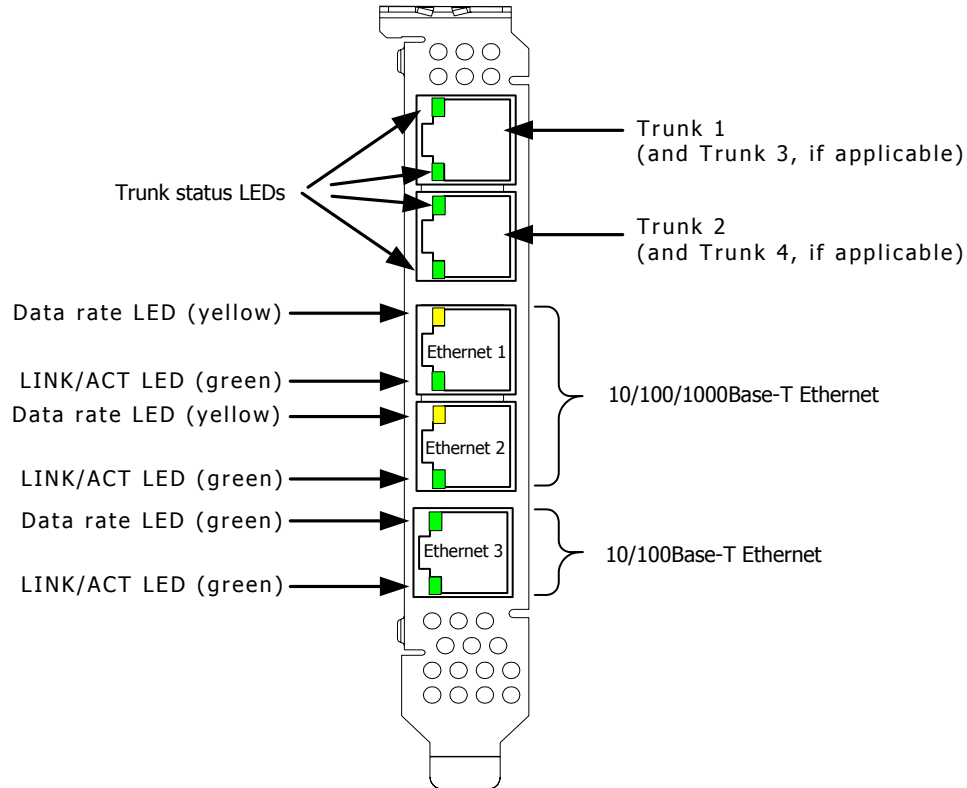 Trunk 1
(and Trunk 3, if applicable)
Trunk status LEDs
Trunk 2
(and Trunk 4, if applicable)
Data rate LED (yellow)
Ethernet 1
LINK/ACT LED (green)
10/100/1000Base-T Ethernet
Data rate LED (yellow)
Ethernet 2
LINK/ACT LED (green)
Data rate LED (green)
Ethernet 3
10/100Base-T Ethernet
LINK/ACT LED (green)